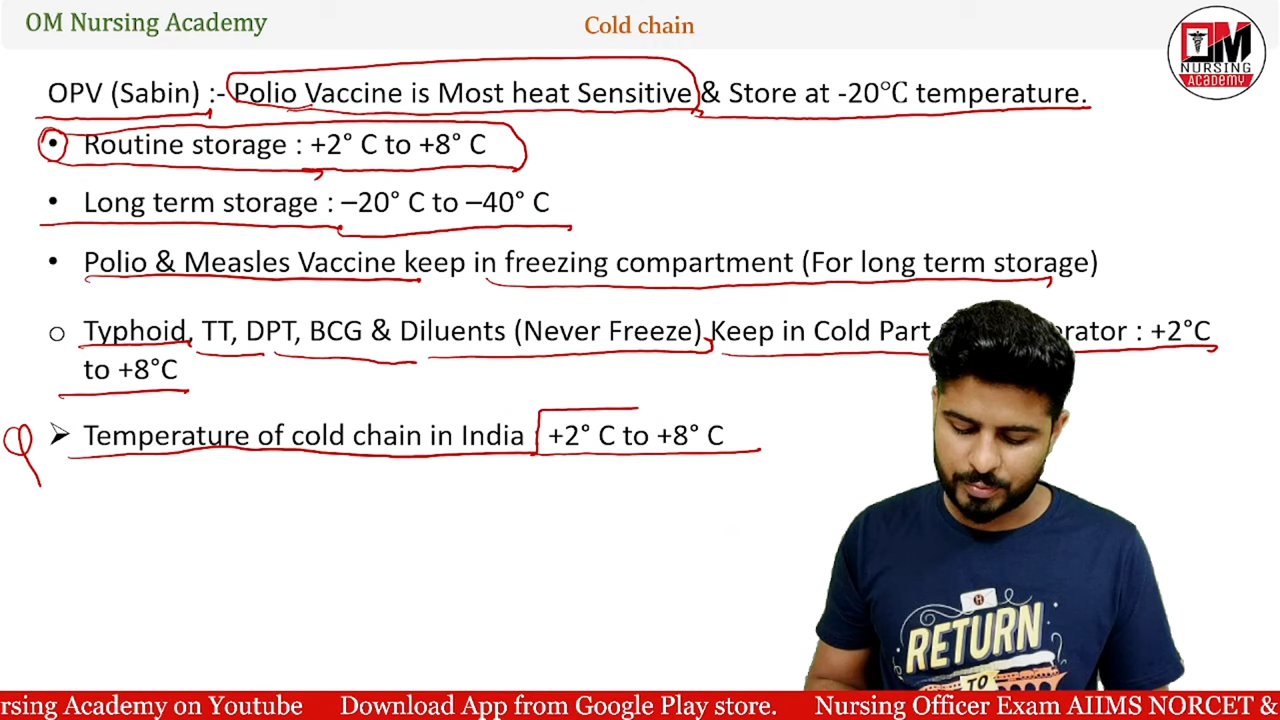 OM Nursing Academy
Cold chain
OM
NURSING
ACADEMY
OPV (Sabin) :- Polio Vaccine is Most heat Sensitive & Store at -20℃ temperature.
• Routine storage : +2° C to +8° C
• Long term storage : –20° C to –40° C
• Polio & Measles Vaccine keep in freezing compartment (For long term storage)
o Typhoid, TT, DPT, BCG & Diluents (Never Freeze) Keep in Cold Part : +2°C
to +8°C
➢ Temperature of cold chain in India +2° C to +8° C
RETURN
TO
rsing Academy on Youtube Download App from Google Play store. Nursing Officer Exam AIIMS NORCET &